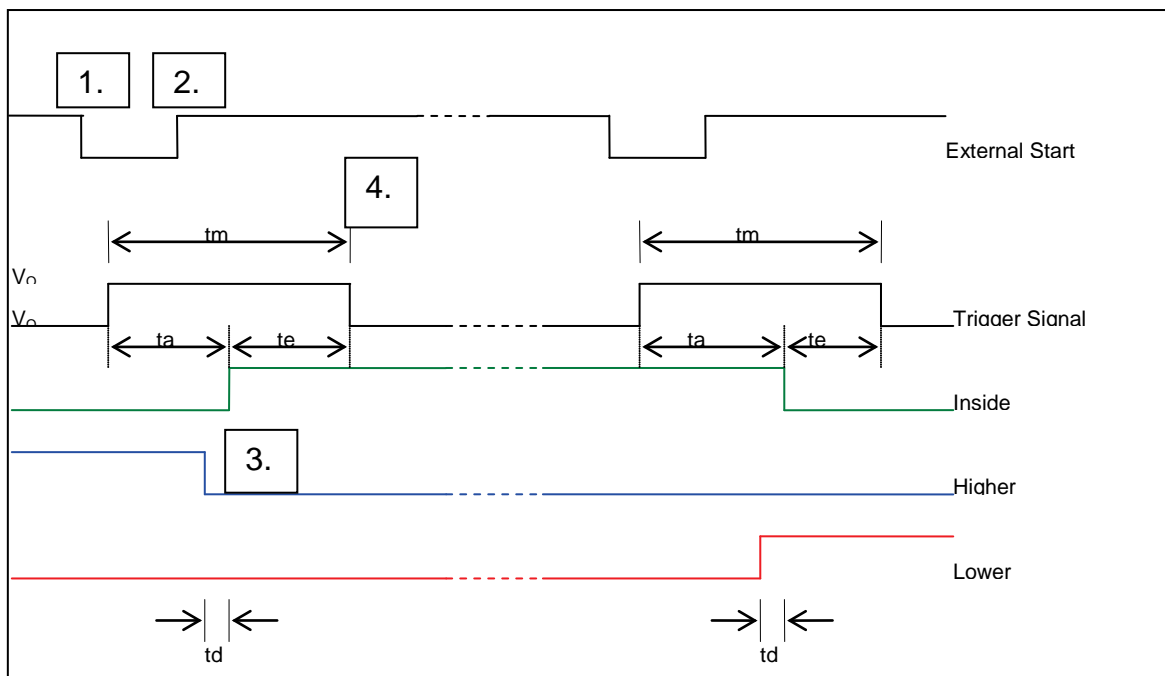 1. 2.
External Start
4.
tm tm
VO
VO
Trigger Signal
ta te ta te
Inside
3.
Higher
Lower
td td